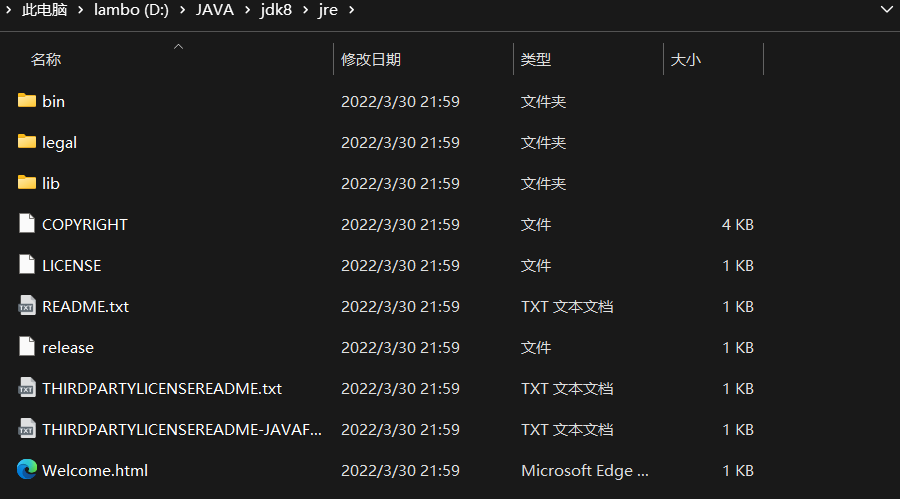 此电脑 lambo (D:) JAVA jdk8 jre
名称 修改日期 类型 大小
bin 2022/3/30 21:59 文件夹
legal 2022/3/30 21:59 文件夹
lib 2022/3/30 21:59 文件夹
COPYRIGHT 2022/3/30 21:59 文件 4 KB
LICENSE 2022/3/30 21:59 文件 1 KB
README.txt 2022/3/30 21:59 TXT 文本文档 1 KB
release 2022/3/30 21:59 文件 1 KB
THIRDPARTYLICENSEREADME.txt 2022/3/30 21:59 TXT 文本文档 1 KB
THIRDPARTYLICENSEREADME-JAVAF... 2022/3/30 21:59 TXT 文本文档 1 KB
Welcome.html 2022/3/30 21:59 Microsoft Edge ... 1 KB